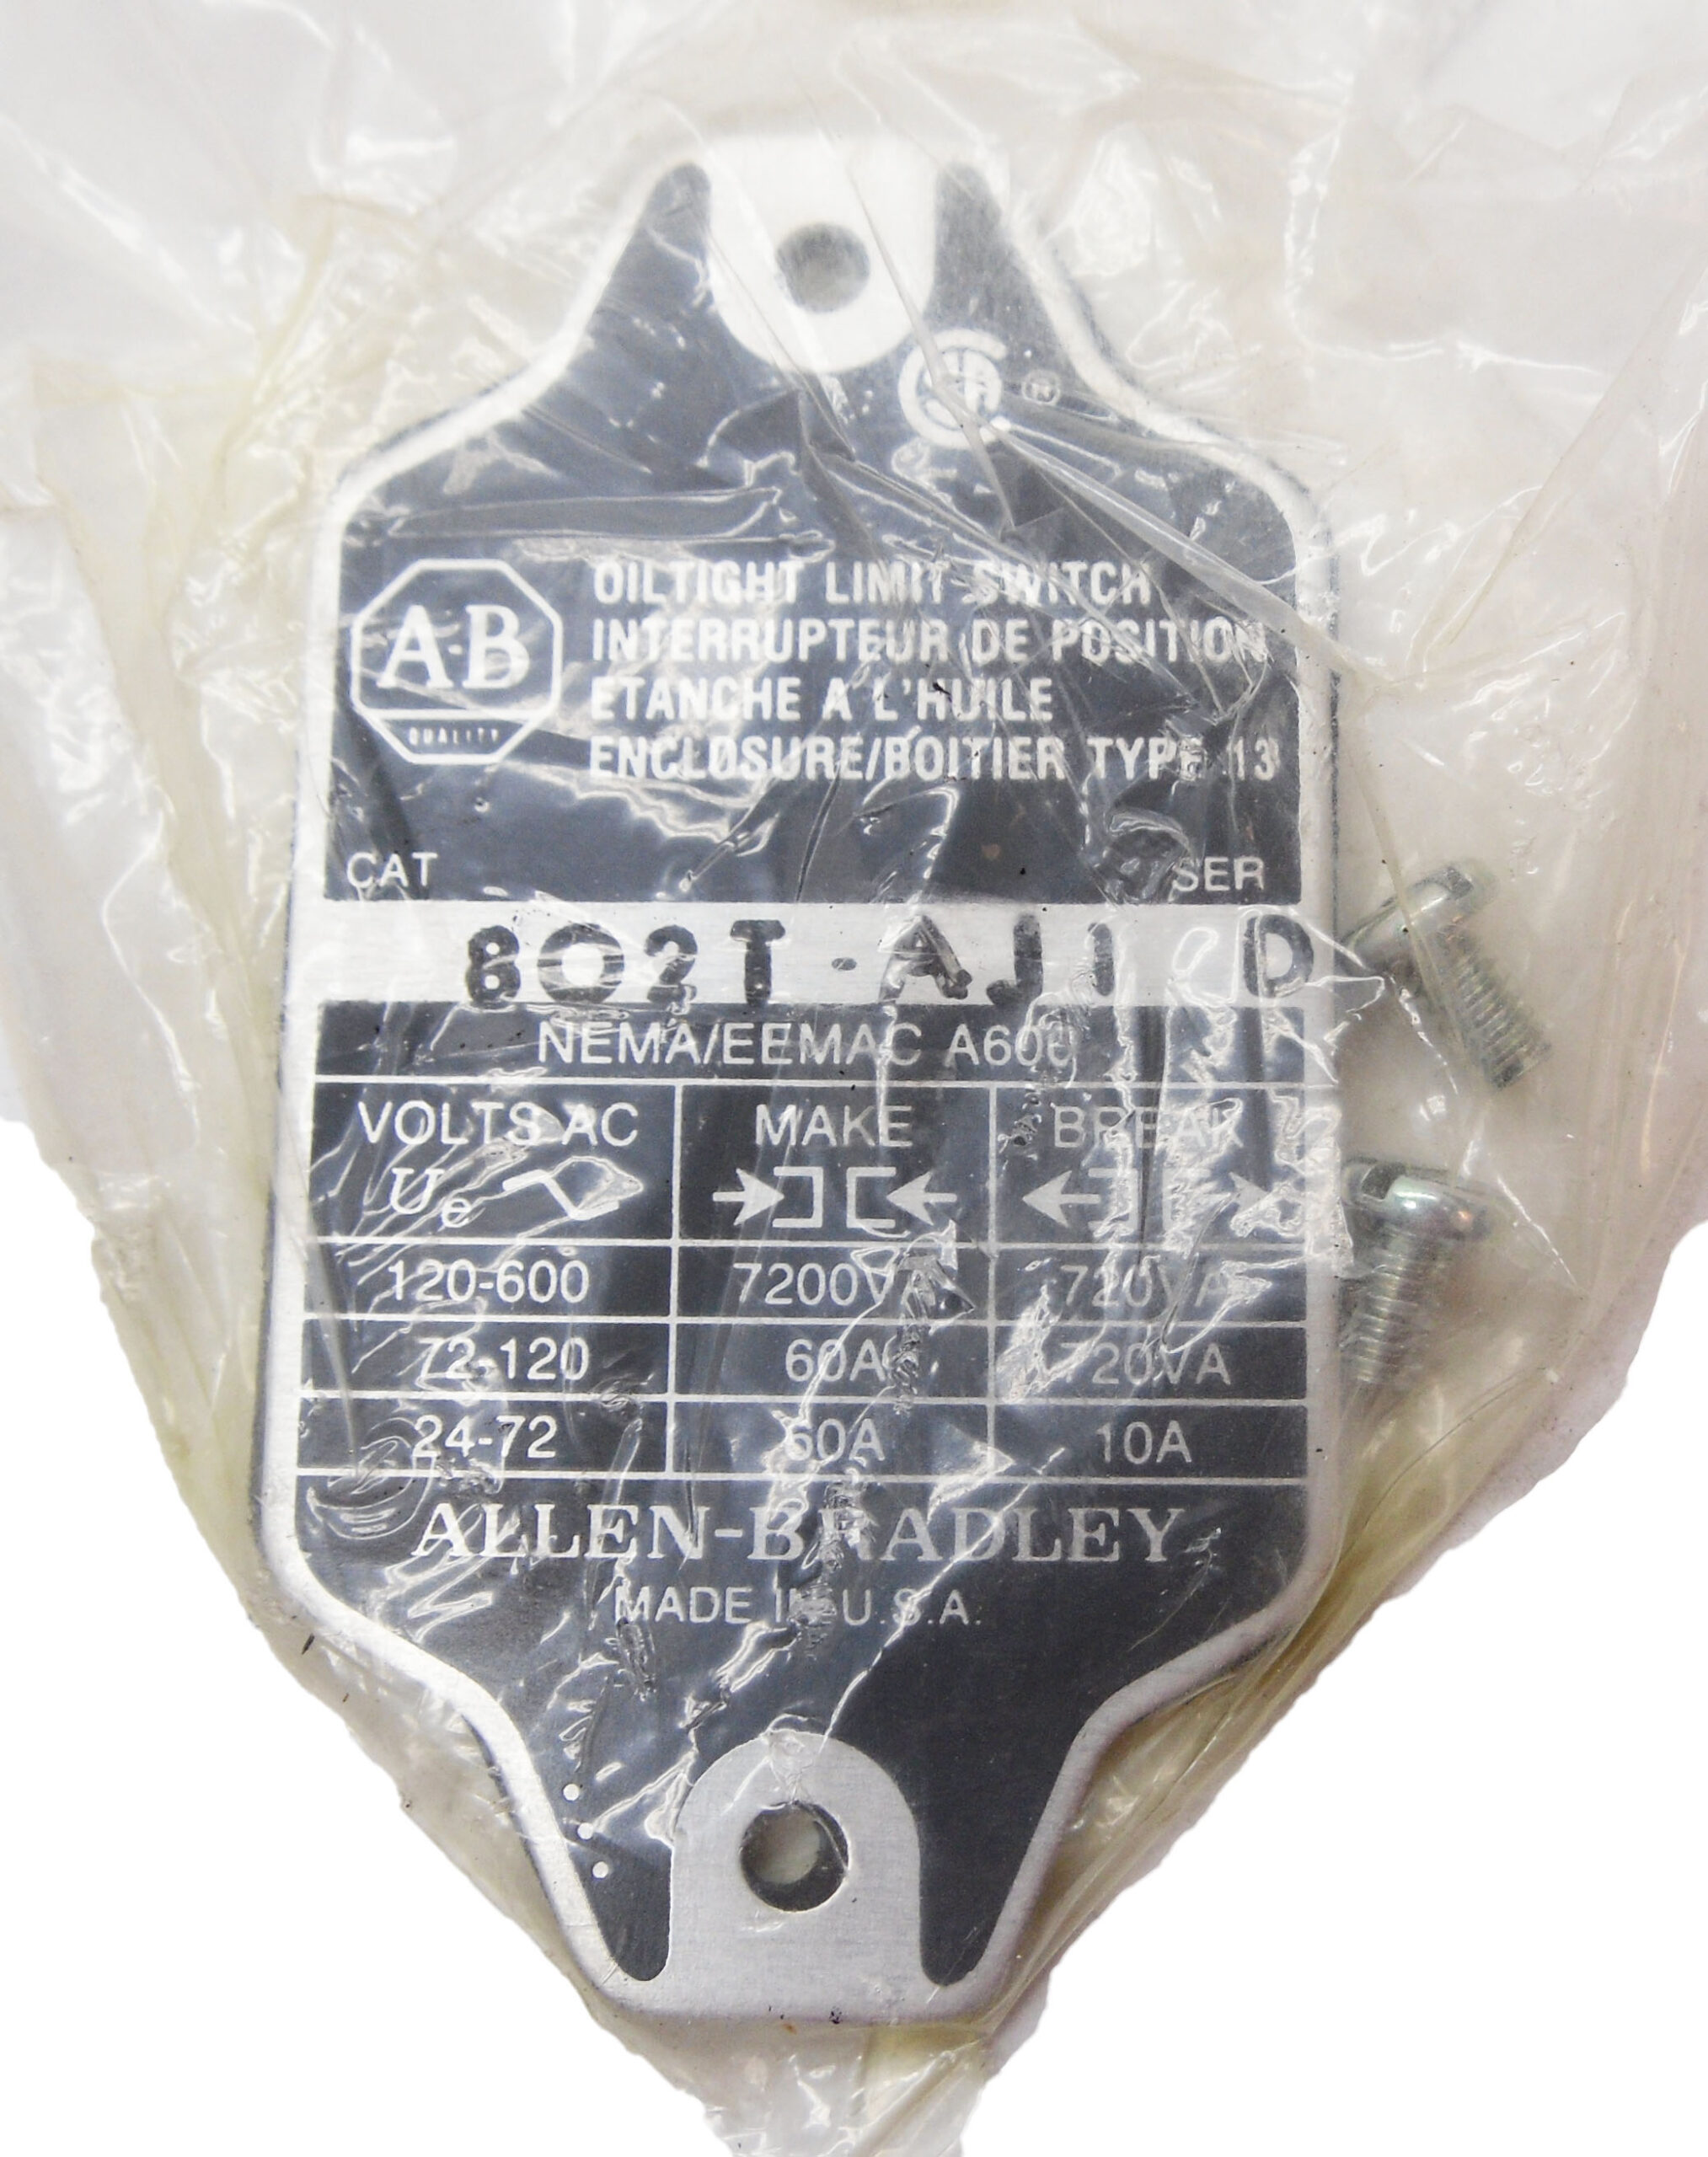 CSA ®
A-B
QUALITY
OILTIGHT LIMIT SWITCH
INTERRUPTEUR DE POSITION
ETANCHE A L'HUILE
ENCLOSURE/BOITIER TYPE 13
CAT SER
802T-AJ1 D
NEMA/EEMAC A600
VOLTS AC MAKE BREAK
Ue
120-600 7200VA 720VA
72-120 60A 720VA
24-72 60A 10A
ALLEN-BRADLEY
MADE IN U.S.A.